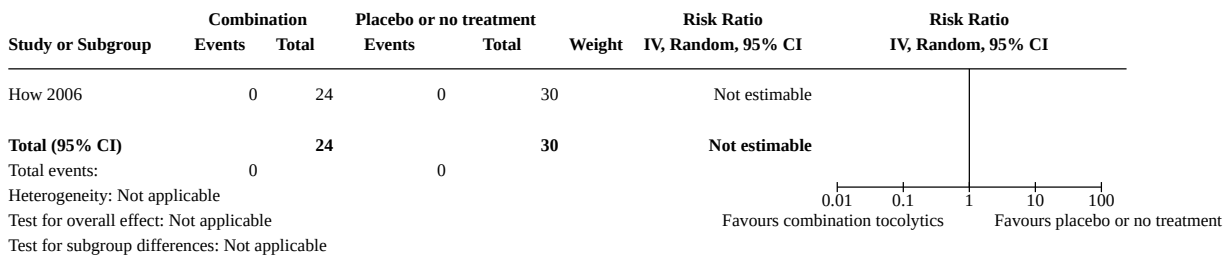 Combination Placebo or no treatment Risk Ratio Risk Ratio
Study or Subgroup Events Total Events Total Weight IV, Random, 95% CI IV, Random, 95% CI
How 2006 0 24 0 30 Not estimable
Total (95% CI) 24 30 Not estimable
Total events: 0 0
Heterogeneity: Not applicable
0.01 0.1 1 10 100
Test for overall effect: Not applicable Favours combination tocolytics Favours placebo or no treatment
Test for subgroup differences: Not applicable